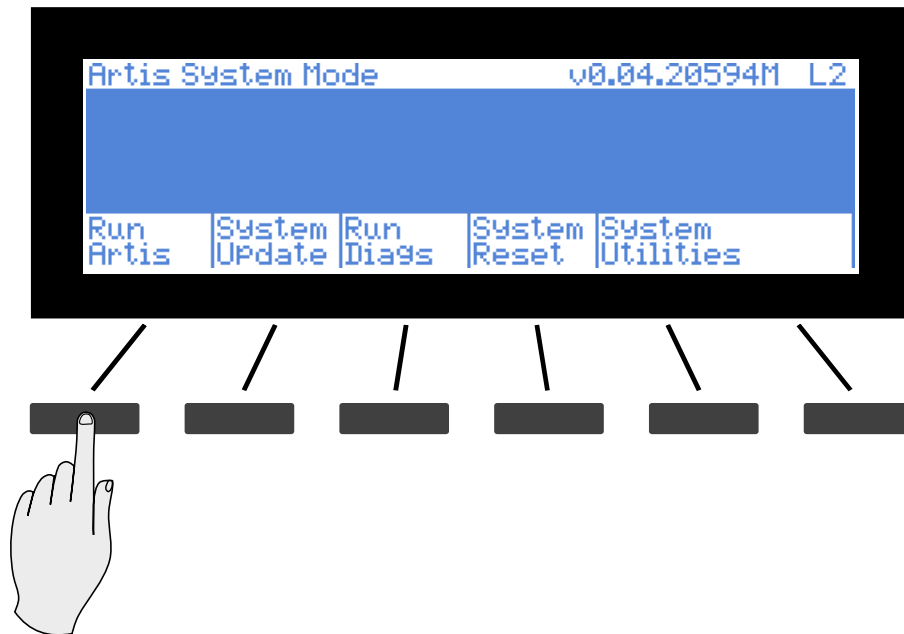 Artis System Mode v0.04.20594M L2
Run Artis
System Update
Run Diags
System Reset
System Utilities